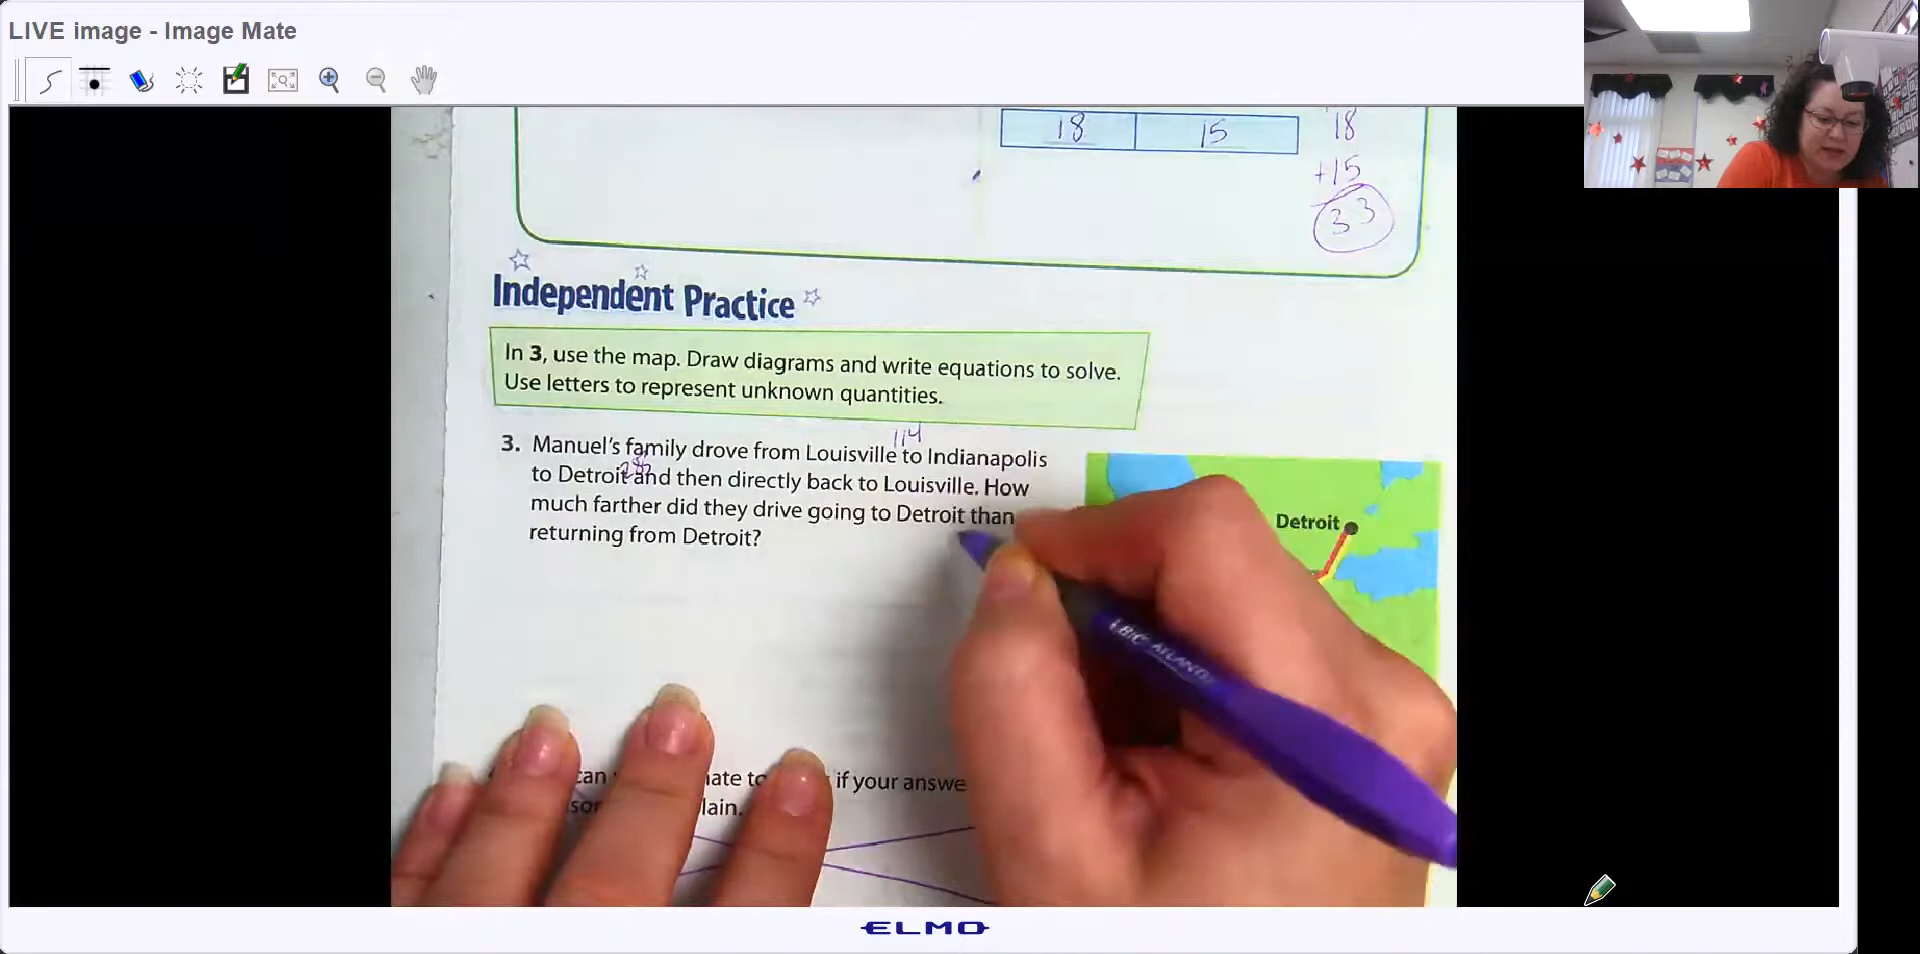 LIVE image - Image Mate
18 15
18
+15
33
Independent Practice
In 3, use the map. Draw diagrams and write equations to solve.
Use letters to represent unknown quantities.
114
3. Manuel's family drove from Louisville to Indianapolis
to Detroit and then directly back to Louisville. How
much farther did they drive going to Detroit than
returning from Detroit?
Detroit
BIC ATLANTIS
can if your
ELMO